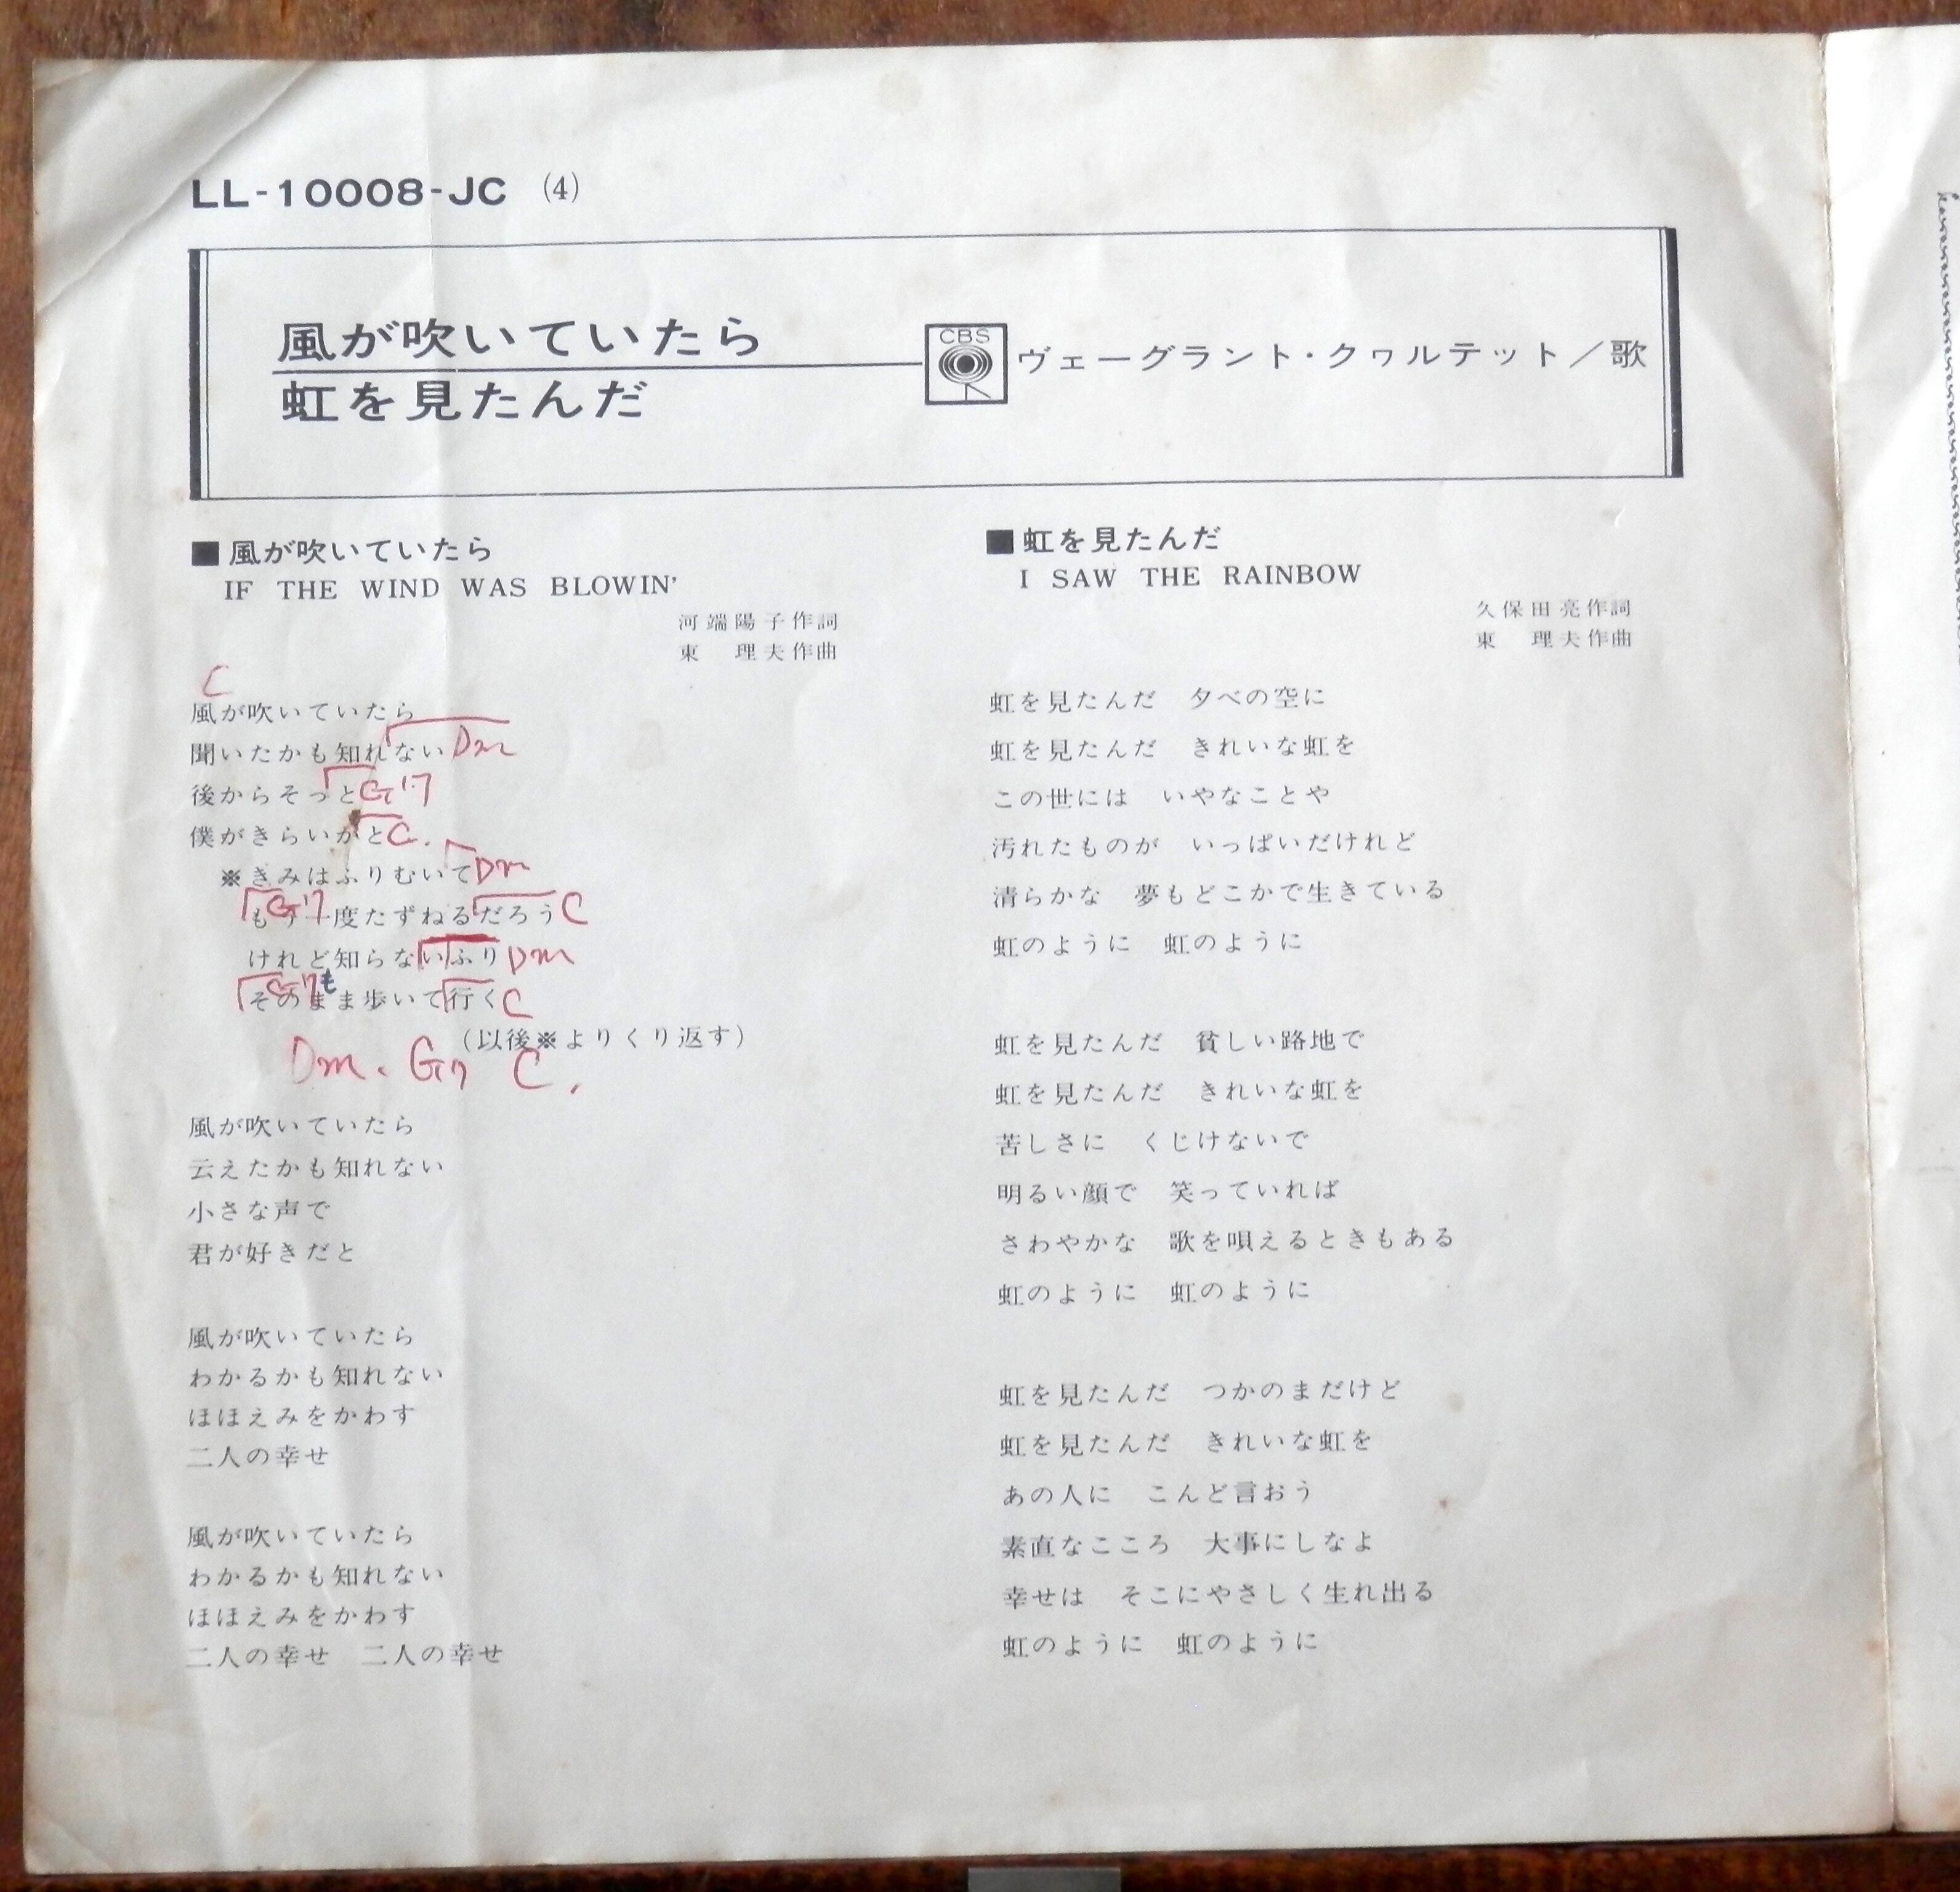 LL-10008-JC (4)
風が吹いていたら
虹を見たんだ
CBS
ヴェーグラント・クヮルテット／歌
■風が吹いていたら
IF THE WIND WAS BLOWIN'
河端陽子作詞
東　理夫作曲
C
風が吹いていたら
聞いたかも知れない Dm
後からそっと G7
僕がきらいかと C.
※きみはふりむいて Dm
G7
もう一度たずねるだろう C
けれど知らないふり Dm
G7 も
そのまま歩いて行く C
(以後※よりくり返す)
Dm. G7 C.
風が吹いていたら
云えたかも知れない
小さな声で
君が好きだと
風が吹いていたら
わかるかも知れない
ほほえみをかわす
二人の幸せ
風が吹いていたら
わかるかも知れない
ほほえみをかわす
二人の幸せ　二人の幸せ
■虹を見たんだ
I SAW THE RAINBOW
久保田亮作詞
東　理夫作曲
虹を見たんだ　夕べの空に
虹を見たんだ　きれいな虹を
この世には　いやなことや
汚れたものが　いっぱいだけれど
清らかな　夢もどこかで生きている
虹のように　虹のように
虹を見たんだ　貧しい路地で
虹を見たんだ　きれいな虹を
苦しさに　くじけないで
明るい顔で　笑っていれば
さわやかな　歌を唄えるときもある
虹のように　虹のように
虹を見たんだ　つかのまだけど
虹を見たんだ　きれいな虹を
あの人に　こんど言おう
素直なこころ　大事にしなよ
幸せは　そこにやさしく生れ出る
虹のように　虹のように